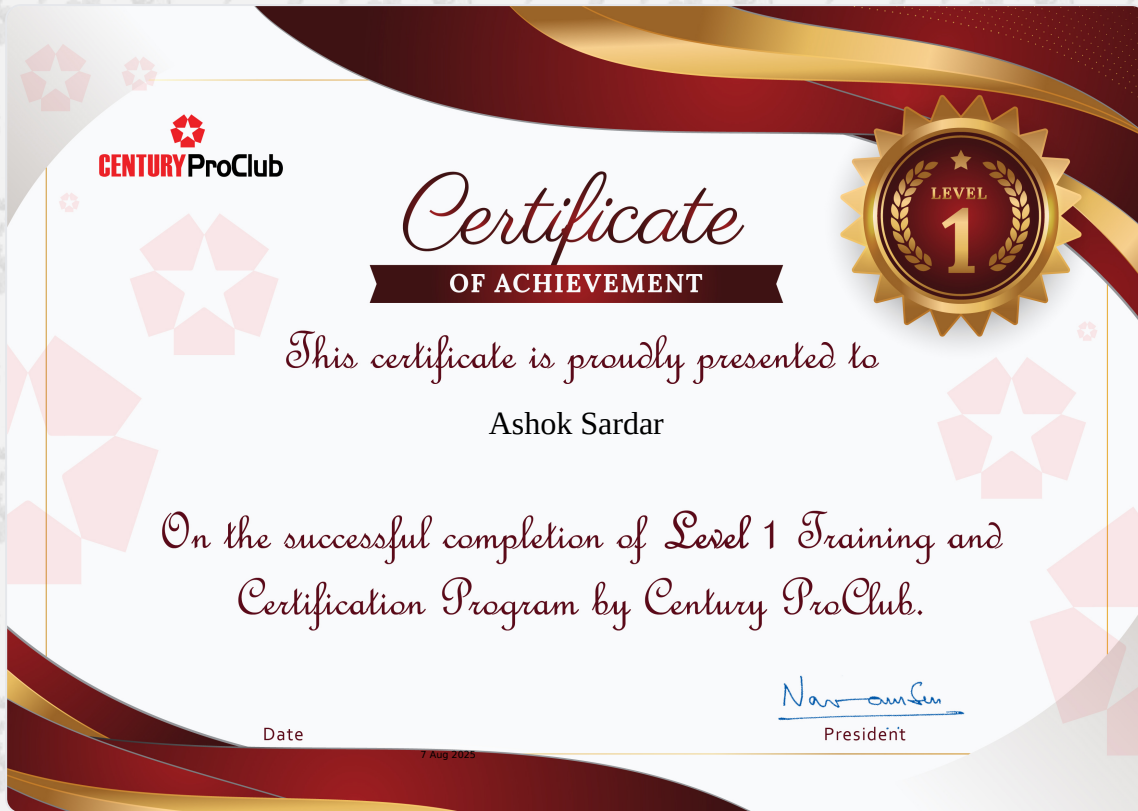 CENTURY ProClub
LEVEL
1
Certificate
OF ACHIEVEMENT
This certificate is proudly presented to
Ashok Sardar
On the successful completion of Level 1 Training and
Certification Program by Century ProClub.
Date
President
7 Aug 2025